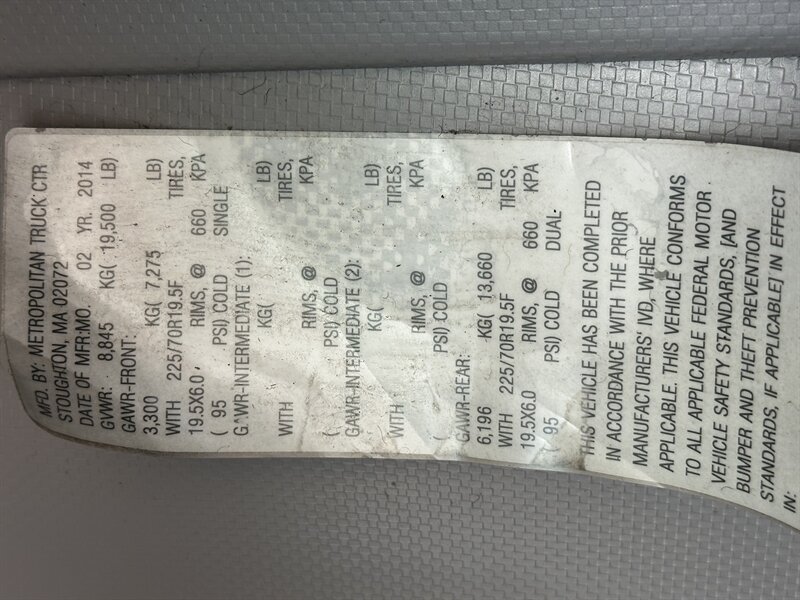 MFD. BY: METROPOLITAN TRUCK CTR
STOUGHTON, MA 02072
DATE OF MFR:MO. 02 YR. 2014
GVWR: 8,845 KG( 19,500 LB)
GAWR-FRONT:
3,300 KG( 7,275 LB)
WITH 225/70R19.5F TIRES,
19.5X6.0 RIMS, @ 660 KPA
( 95 PSI) COLD SINGLE
GAWR-INTERMEDIATE (1):
KG( LB)
WITH TIRES,
RIMS, @ KPA
( PSI) COLD
GAWR-INTERMEDIATE (2):
KG( LB)
WITH TIRES,
RIMS, @ KPA
( PSI) COLD
GAWR-REAR:
6,196 KG( 13,660 LB)
WITH 225/70R19.5F TIRES,
19.5X6.0 RIMS, @ 660 KPA
( 95 PSI) COLD DUAL
THIS VEHICLE HAS BEEN COMPLETED
IN ACCORDANCE WITH THE PRIOR
MANUFACTURERS' IVD, WHERE
APPLICABLE. THIS VEHICLE CONFORMS
TO ALL APPLICABLE FEDERAL MOTOR
VEHICLE SAFETY STANDARDS, [AND
BUMPER AND THEFT PREVENTION
STANDARDS, IF APPLICABLE] IN EFFECT
IN: